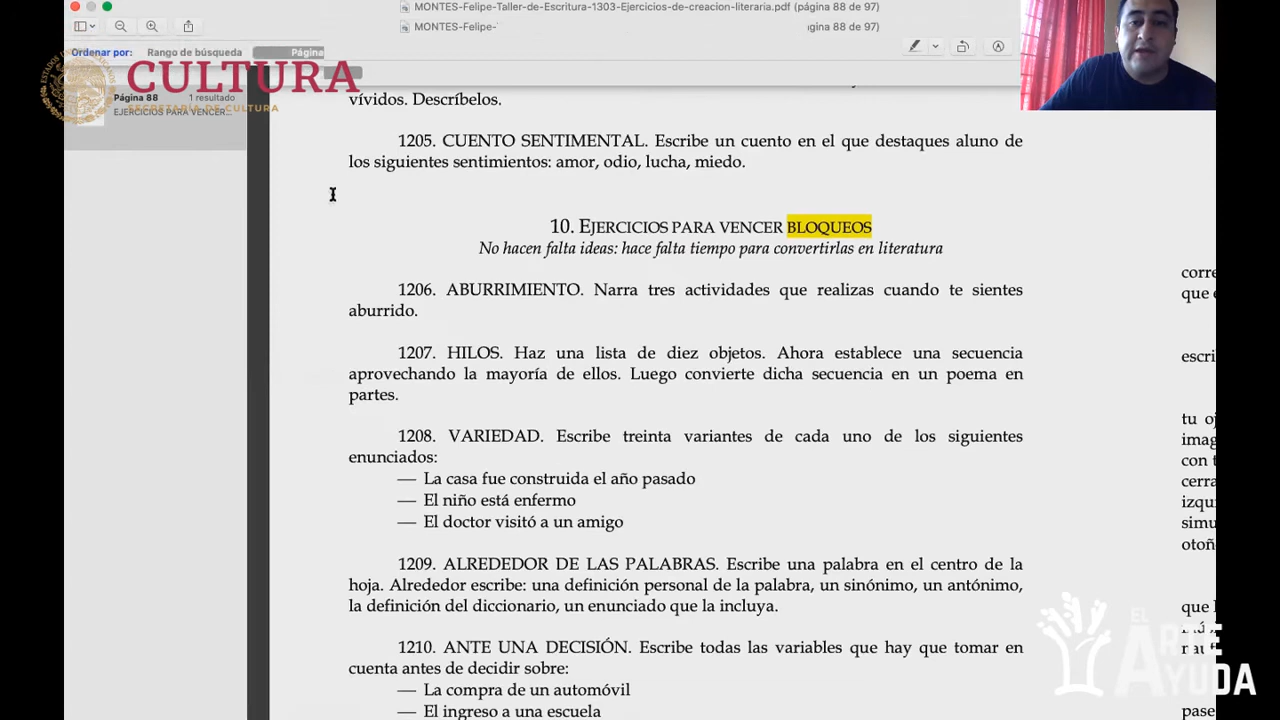 MONTES-Felipe-Taller-de-Escritura-1303-Ejercicios-de-creacion-literaria.pdf (página 88 de 97)
MONTES-Felipe-
agina 88 de 97)
Ordenar por:
Rango de búsqueda
Página
CULTURA
SECRETARÍA DE CULTURA
Página 88
1 resultado
EJERCICIOS PARA VENCER...
vívidos. Descríbelos.
1205. CUENTO SENTIMENTAL. Escribe un cuento en el que destaques aluno de
los siguientes sentimientos: amor, odio, lucha, miedo.
10. EJERCICIOS PARA VENCER BLOQUEOS
No hacen falta ideas: hace falta tiempo para convertirlas en literatura
1206. ABURRIMIENTO. Narra tres actividades que realizas cuando te sientes
aburrido.
1207. HILOS. Haz una lista de diez objetos. Ahora establece una secuencia
aprovechando la mayoría de ellos. Luego convierte dicha secuencia en un poema en
partes.
1208. VARIEDAD. Escribe treinta variantes de cada uno de los siguientes
enunciados:
— La casa fue construida el año pasado
— El niño está enfermo
— El doctor visitó a un amigo
1209. ALREDEDOR DE LAS PALABRAS. Escribe una palabra en el centro de la
hoja. Alrededor escribe: una definición personal de la palabra, un sinónimo, un antónimo,
la definición del diccionario, un enunciado que la incluya.
1210. ANTE UNA DECISIÓN. Escribe todas las variables que hay que tomar en
cuenta antes de decidir sobre:
— La compra de un automóvil
— El ingreso a una escuela
corre
que e
escri
tu oj
imag
con t
cerra
izqui
simu
otoñ
que l
pase
EL
ARTE
AYUDA